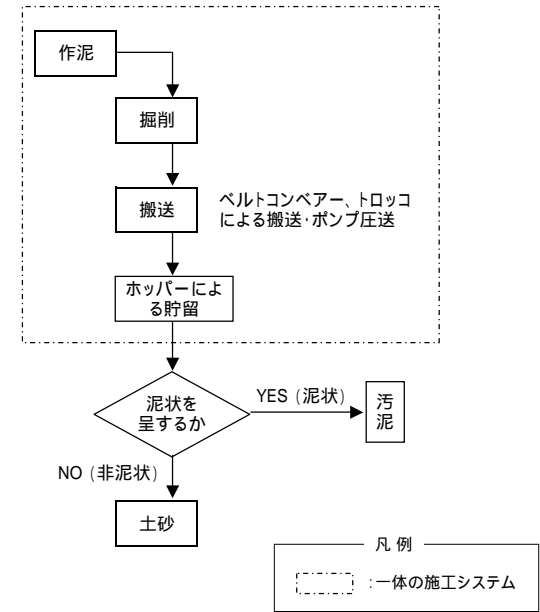 作泥
掘削
搬送
ベルトコンベアー、トロッコ
による搬送･ポンプ圧送
ホッパーによ
る貯留
泥状を
呈するか
YES（泥状）
汚
泥
NO（非泥状）
土砂
凡 例
:一体の施工システム